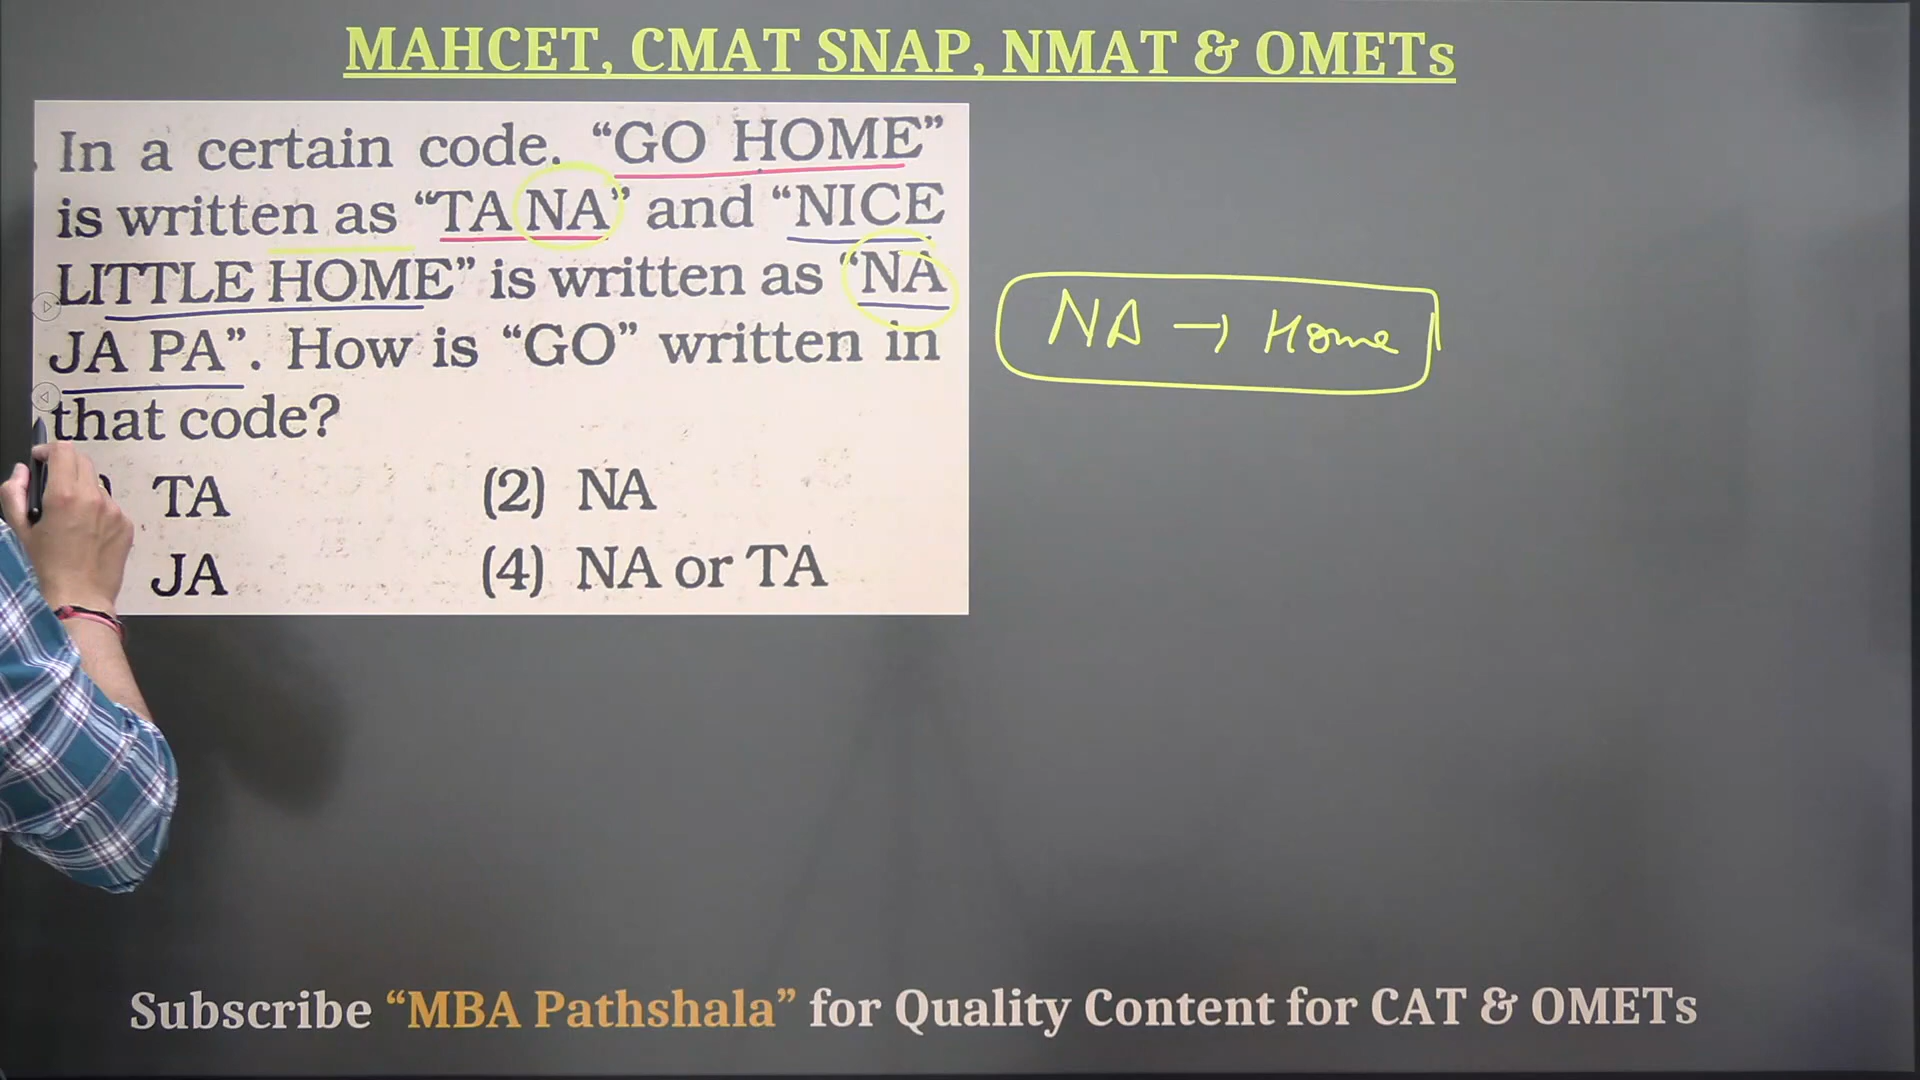 MAHCET, CMAT SNAP, NMAT & OMETs
In a certain code. “GO HOME”
is written as “TA NA” and “NICE
LITTLE HOME” is written as “NA
JA PA”. How is “GO” written in
that code?
TA (2) NA
JA (4) NA or TA
NA → Home
Subscribe “MBA Pathshala” for Quality Content for CAT & OMETs